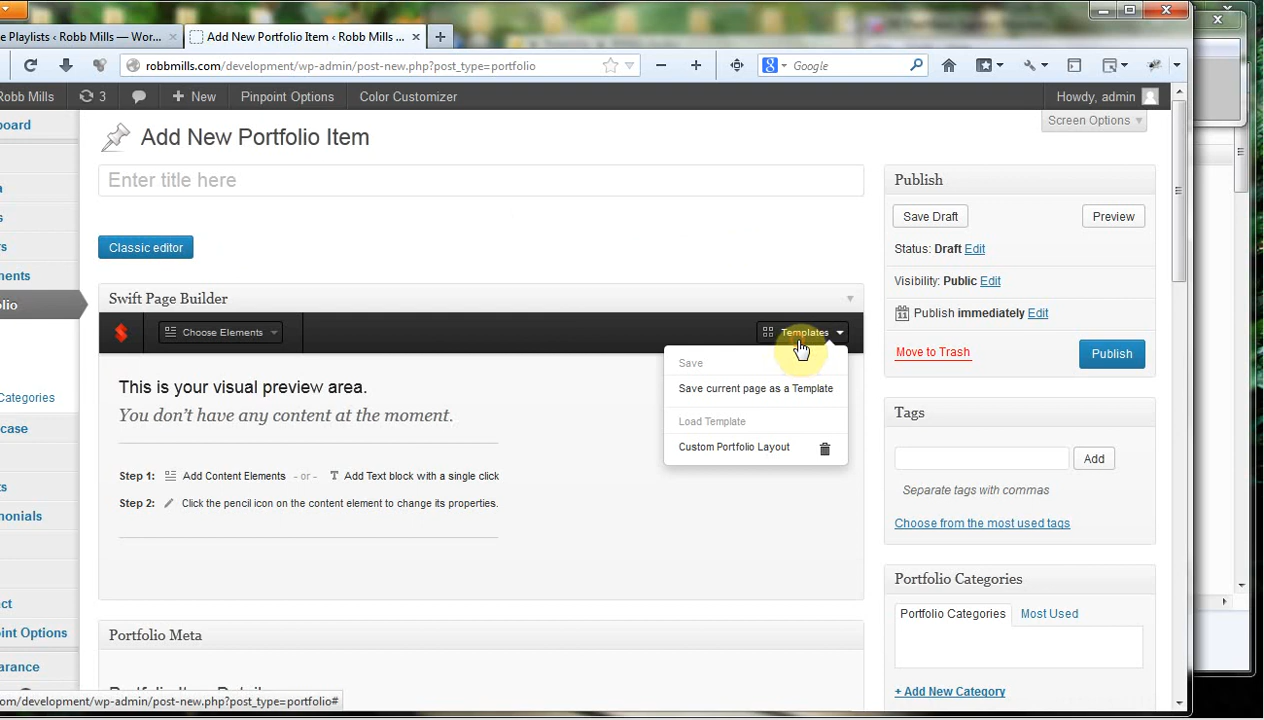 e Playlists ‹ Robb Mills — Wor...
Add New Portfolio Item ‹ Robb Mills ...
robbmills.com/development/wp-admin/post-new.php?post_type=portfolio
Google
Robb Mills
3
New
Pinpoint Options
Color Customizer
Howdy, admin
Screen Options
Add New Portfolio Item
Enter title here
Classic editor
Swift Page Builder
Choose Elements
Templates
Save
Save current page as a Template
Load Template
Custom Portfolio Layout
This is your visual preview area.
You don't have any content at the moment.
Step 1: Add Content Elements - or - T Add Text block with a single click
Step 2: Click the pencil icon on the content element to change its properties.
Portfolio Meta
Publish
Save Draft
Preview
Status: Draft Edit
Visibility: Public Edit
Publish immediately Edit
Move to Trash
Publish
Tags
Add
Separate tags with commas
Choose from the most used tags
Portfolio Categories
Portfolio Categories
Most Used
+ Add New Category
board
s
rs
ments
lio
Categories
case
ts
monials
ct
int Options
arance
om/development/wp-admin/post-new.php?post_type=portfolio#